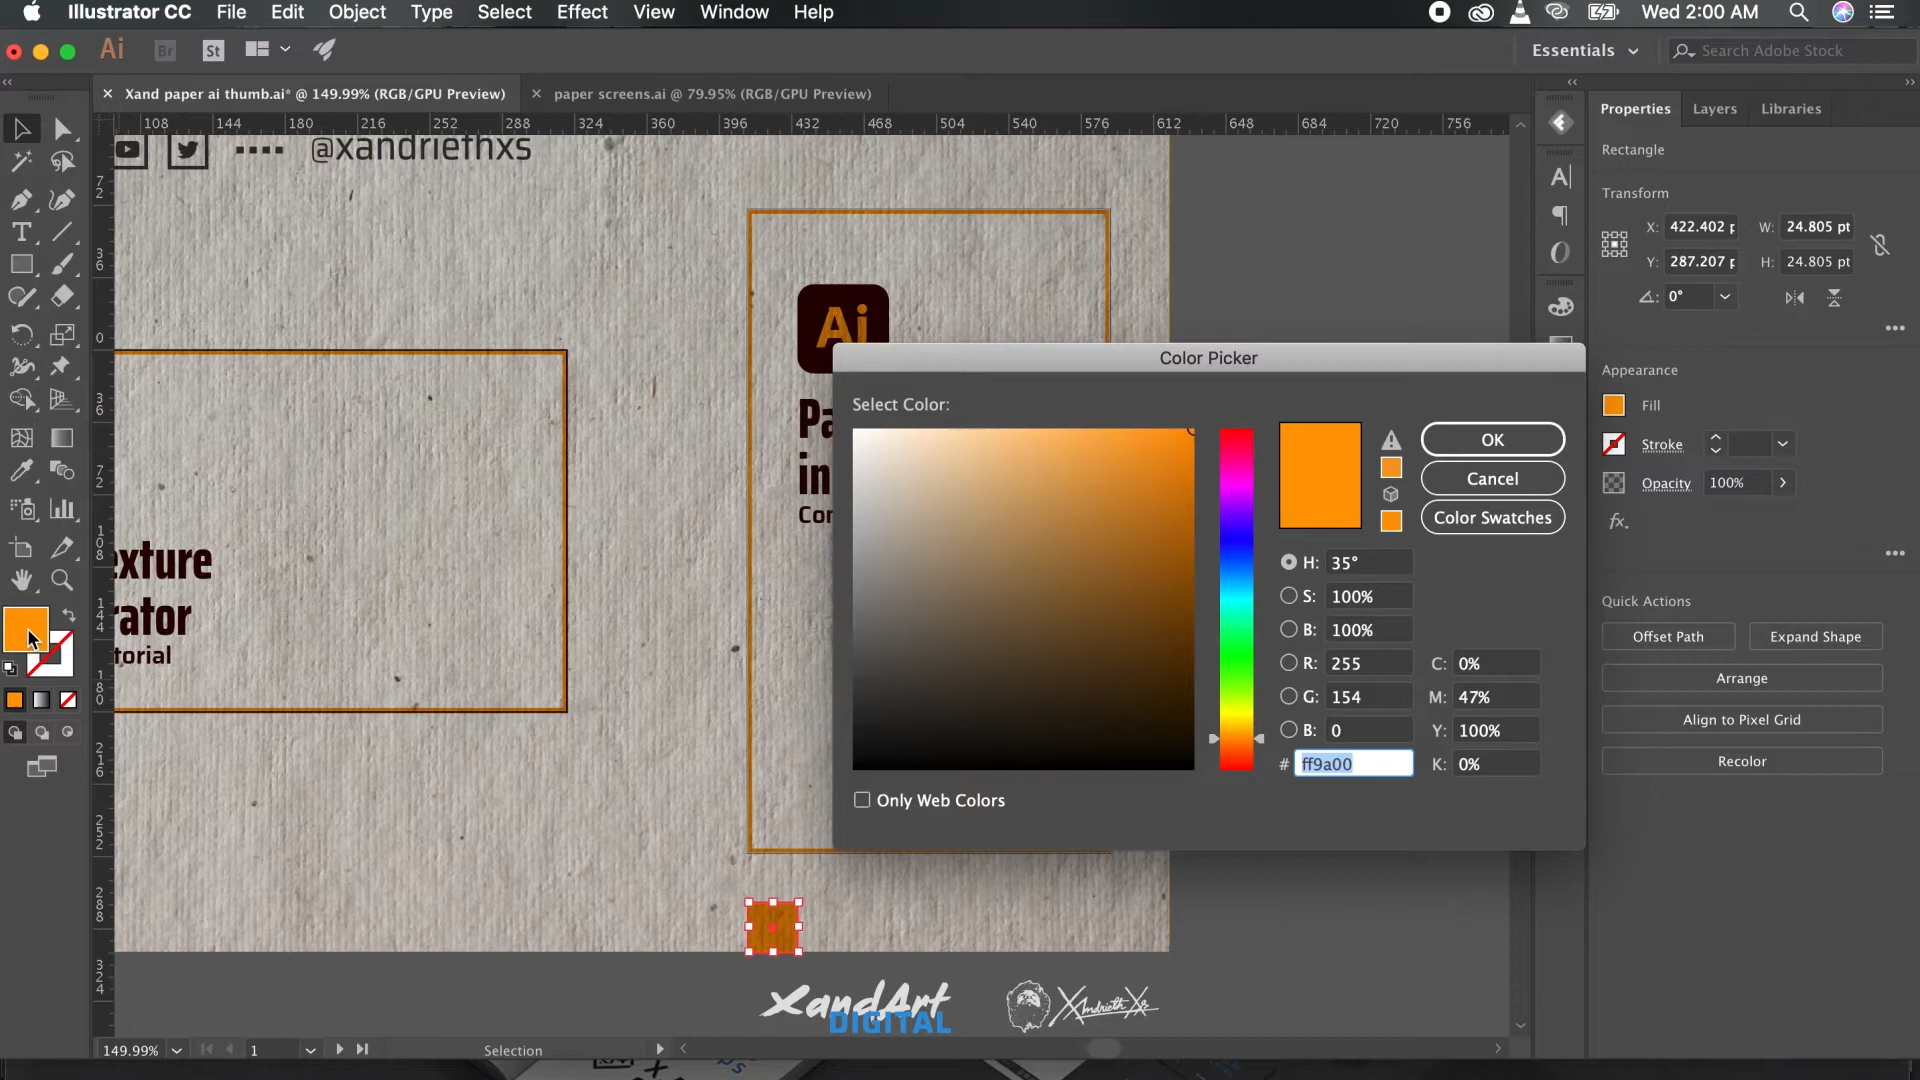 Illustrator CC File Edit Object Type Select Effect View Window Help Wed 2:00 AM
Ai Br St Essentials Search Adobe Stock
Xand paper ai thumb.ai* @ 149.99% (RGB/GPU Preview) paper screens.ai @ 79.95% (RGB/GPU Preview)
108 144 180 216 252 288 324 360 396 432 468 504 540 576 612 648 684 720 756
@xandriethxs
Ai
Pa
in
Cor
exture
rator
torial
Color Picker
Select Color:
OK
Cancel
Color Swatches
H: 35°
S: 100%
B: 100%
R: 255 C: 0%
G: 154 M: 47%
B: 0 Y: 100%
# ff9a00 K: 0%
Only Web Colors
Properties Layers Libraries
Rectangle
Transform
X: 422.402 p W: 24.805 pt
Y: 287.207 p H: 24.805 pt
0°
Appearance
Fill
Stroke
Opacity 100%
fx
Quick Actions
Offset Path Expand Shape
Arrange
Align to Pixel Grid
Recolor
XandArt
DIGITAL
Xandrieth Xs
149.99% 1 Selection